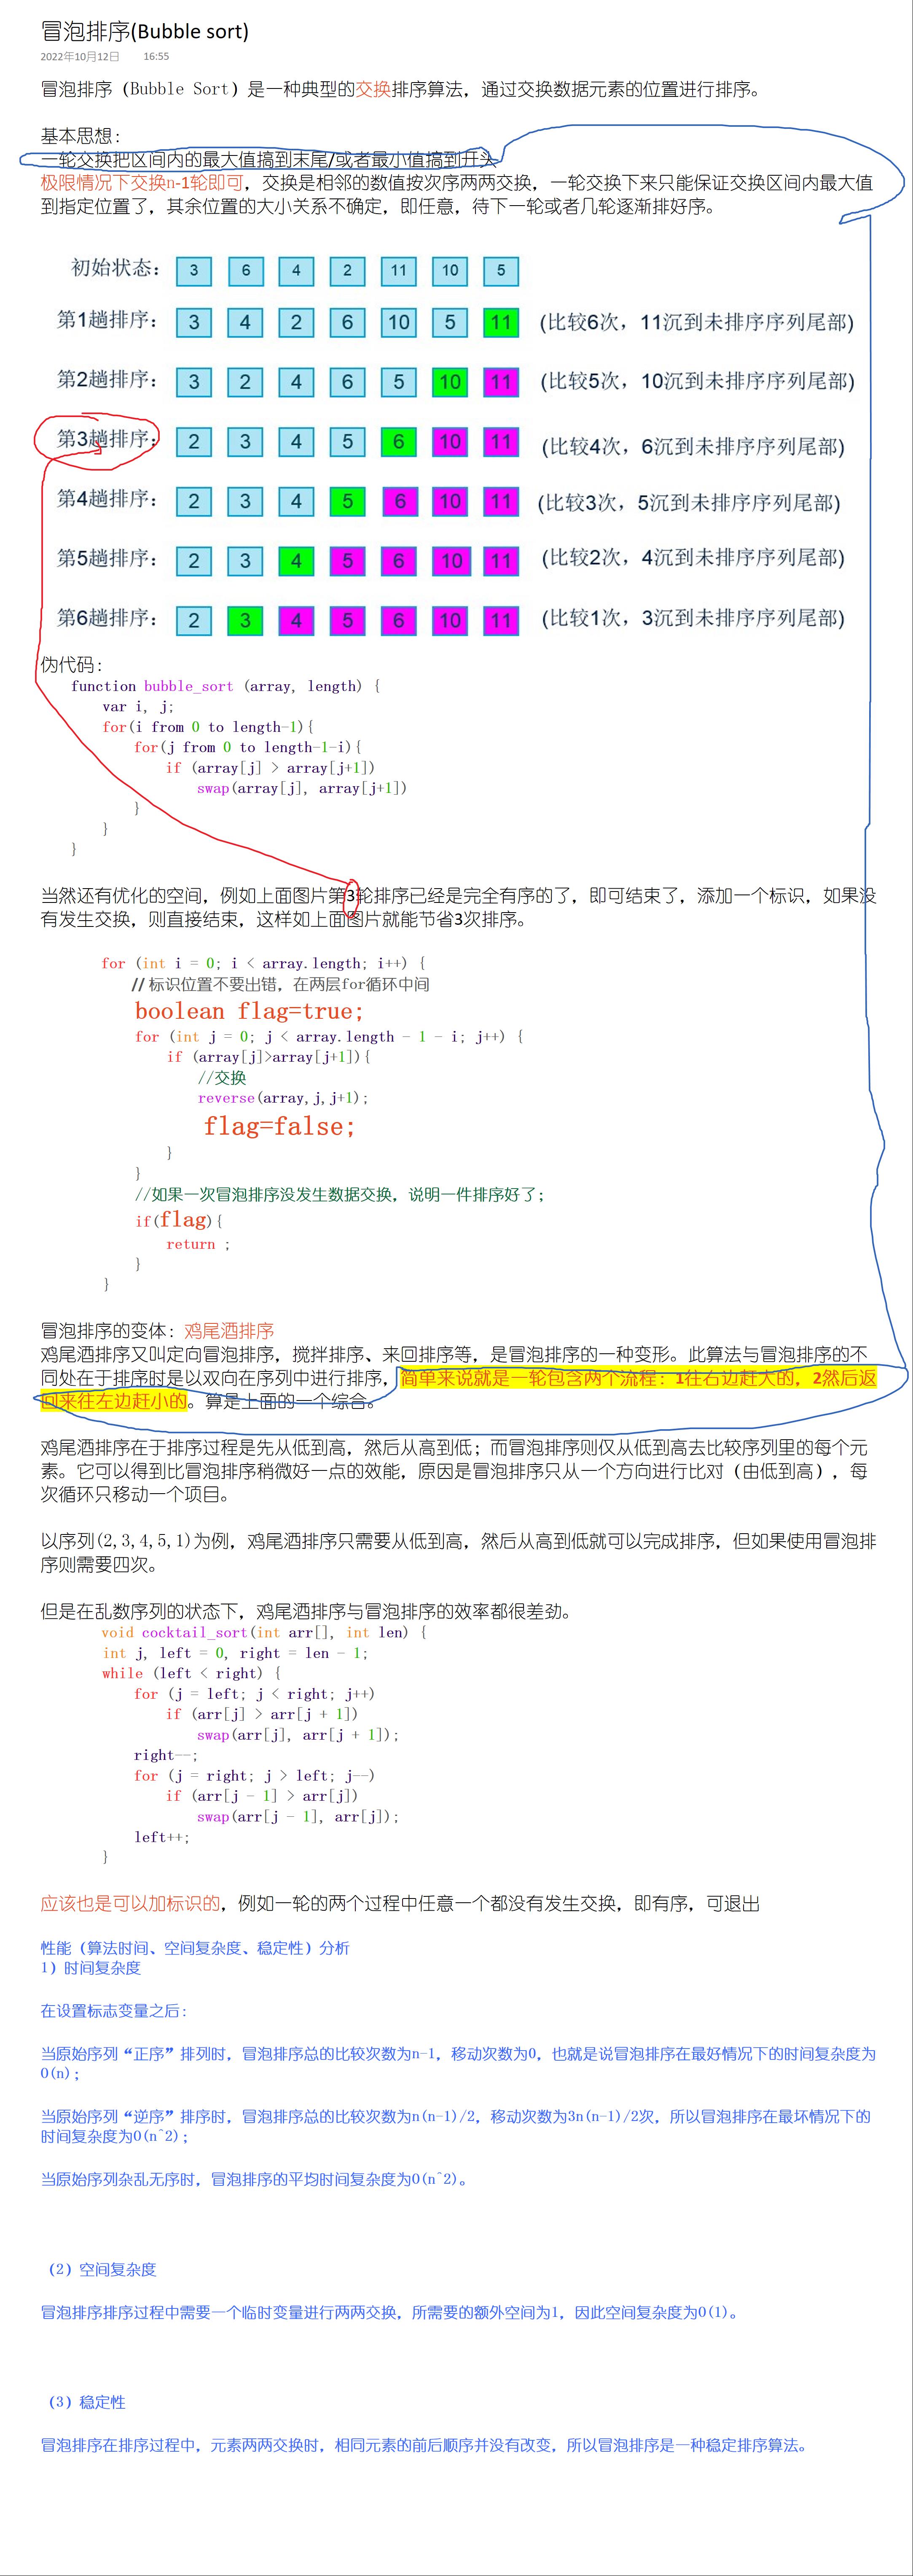 冒泡排序(Bubble sort)
2022年10月12日 16:55
冒泡排序（Bubble Sort）是一种典型的交换排序算法，通过交换数据元素的位置进行排序。
基本思想：
一轮交换把区间内的最大值搞到末尾/或者最小值搞到开头
极限情况下交换n-1轮即可，交换是相邻的数值按次序两两交换，一轮交换下来只能保证交换区间内最大值
到指定位置了，其余位置的大小关系不确定，即任意，待下一轮或者几轮逐渐排好序。
初始状态： 3 6 4 2 11 10 5
第1趟排序： 3 4 2 6 10 5 11 (比较6次，11沉到未排序序列尾部)
第2趟排序： 3 2 4 6 5 10 11 (比较5次，10沉到未排序序列尾部)
第3趟排序： 2 3 4 5 6 10 11 (比较4次，6沉到未排序序列尾部)
第4趟排序： 2 3 4 5 6 10 11 (比较3次，5沉到未排序序列尾部)
第5趟排序： 2 3 4 5 6 10 11 (比较2次，4沉到未排序序列尾部)
第6趟排序： 2 3 4 5 6 10 11 (比较1次，3沉到未排序序列尾部)
伪代码：
function bubble_sort (array, length) {
var i, j;
for(i from 0 to length-1){
for(j from 0 to length-1-i){
if (array[j] > array[j+1])
swap(array[j], array[j+1])
}
}
}
当然还有优化的空间，例如上面图片第3轮排序已经是完全有序的了，即可结束了，添加一个标识，如果没
有发生交换，则直接结束，这样如上面图片就能节省3次排序。
for (int i = 0; i < array.length; i++) {
// 标识位置不要出错，在两层for循环中间
boolean flag=true;
for (int j = 0; j < array.length - 1 - i; j++) {
if (array[j]>array[j+1]){
//交换
reverse(array,j,j+1);
flag=false;
}
}
//如果一次冒泡排序没发生数据交换，说明一件排序好了；
if(flag){
return ;
}
}
冒泡排序的变体：鸡尾酒排序
鸡尾酒排序又叫定向冒泡排序，搅拌排序、来回排序等，是冒泡排序的一种变形。此算法与冒泡排序的不
同处在于排序时是以双向在序列中进行排序，简单来说就是一轮包含两个流程：1往右边赶大的，2然后返
回来往左边赶小的。算是上面的一个综合。
鸡尾酒排序在于排序过程是先从低到高，然后从高到低；而冒泡排序则仅从低到高去比较序列里的每个元
素。它可以得到比冒泡排序稍微好一点的效能，原因是冒泡排序只从一个方向进行比对（由低到高），每
次循环只移动一个项目。
以序列(2,3,4,5,1)为例，鸡尾酒排序只需要从低到高，然后从高到低就可以完成排序，但如果使用冒泡排
序则需要四次。
但是在乱数序列的状态下，鸡尾酒排序与冒泡排序的效率都很差劲。
void cocktail_sort(int arr[], int len) {
int j, left = 0, right = len - 1;
while (left < right) {
for (j = left; j < right; j++)
if (arr[j] > arr[j + 1])
swap(arr[j], arr[j + 1]);
right--;
for (j = right; j > left; j--)
if (arr[j - 1] > arr[j])
swap(arr[j - 1], arr[j]);
left++;
}
应该也是可以加标识的，例如一轮的两个过程中任意一个都没有发生交换，即有序，可退出
性能（算法时间、空间复杂度、稳定性）分析
1）时间复杂度
在设置标志变量之后：
当原始序列“正序”排列时，冒泡排序总的比较次数为n-1，移动次数为0，也就是说冒泡排序在最好情况下的时间复杂度为
O(n)；
当原始序列“逆序”排序时，冒泡排序总的比较次数为n(n-1)/2，移动次数为3n(n-1)/2次，所以冒泡排序在最坏情况下的
时间复杂度为O(n^2)；
当原始序列杂乱无序时，冒泡排序的平均时间复杂度为O(n^2)。
（2）空间复杂度
冒泡排序排序过程中需要一个临时变量进行两两交换，所需要的额外空间为1，因此空间复杂度为O(1)。
（3）稳定性
冒泡排序在排序过程中，元素两两交换时，相同元素的前后顺序并没有改变，所以冒泡排序是一种稳定排序算法。